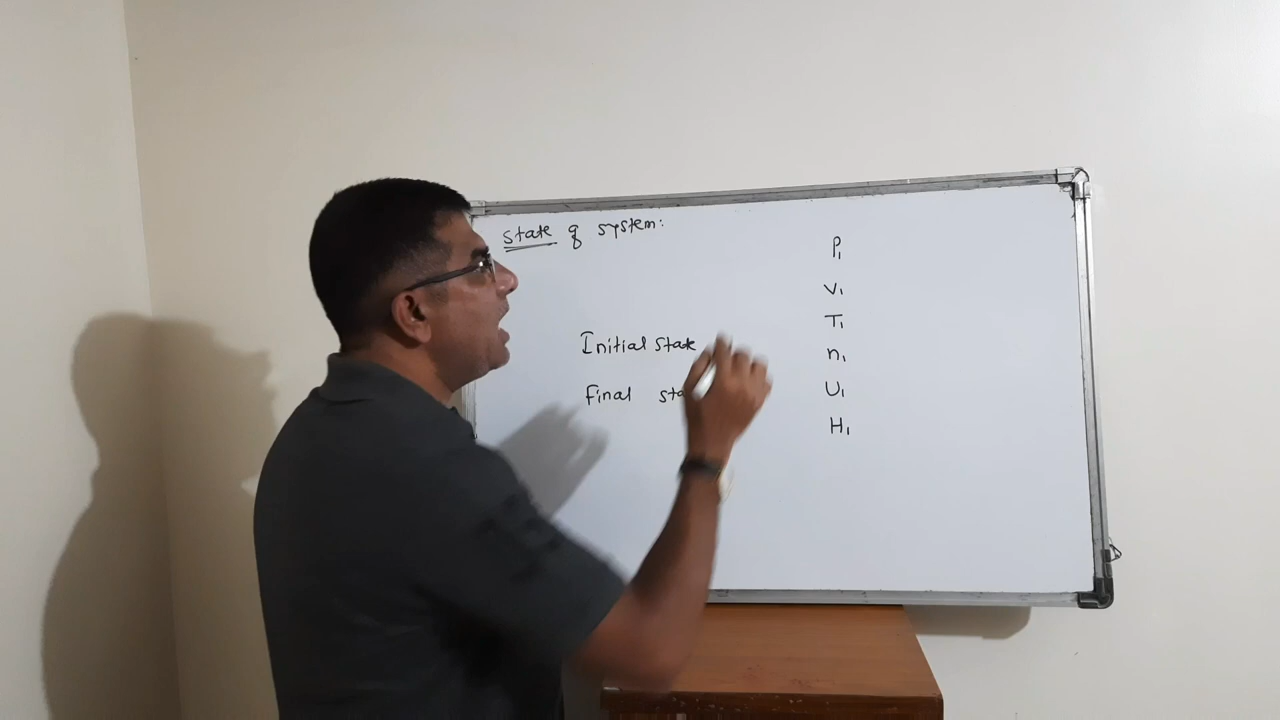 State of system:
Initial state
final
P1
V1
T1
n1
U1
H1